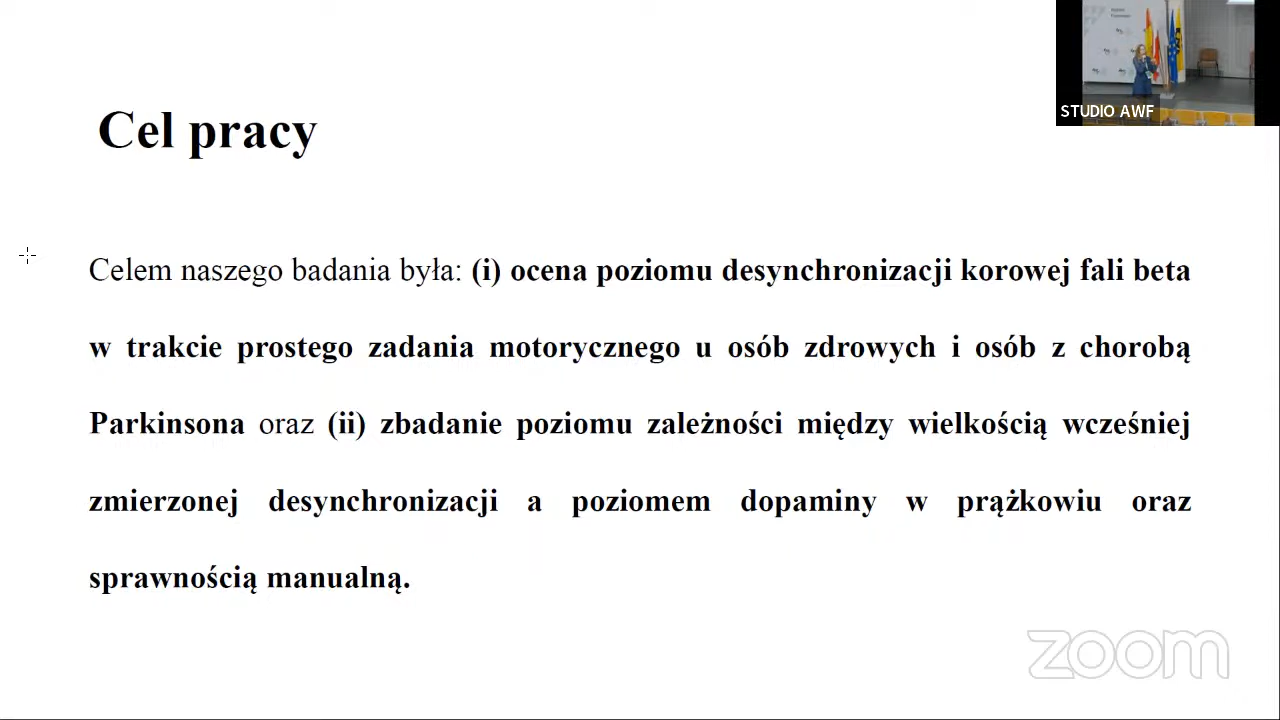 STUDIO AWF
Cel pracy
Celem naszego badania była: (i) ocena poziomu desynchronizacji korowej fali beta
w trakcie prostego zadania motorycznego u osób zdrowych i osób z chorobą
Parkinsona oraz (ii) zbadanie poziomu zależności między wielkością wcześniej
zmierzonej desynchronizacji a poziomem dopaminy w prążkowiu oraz
sprawnością manualną.
zoom